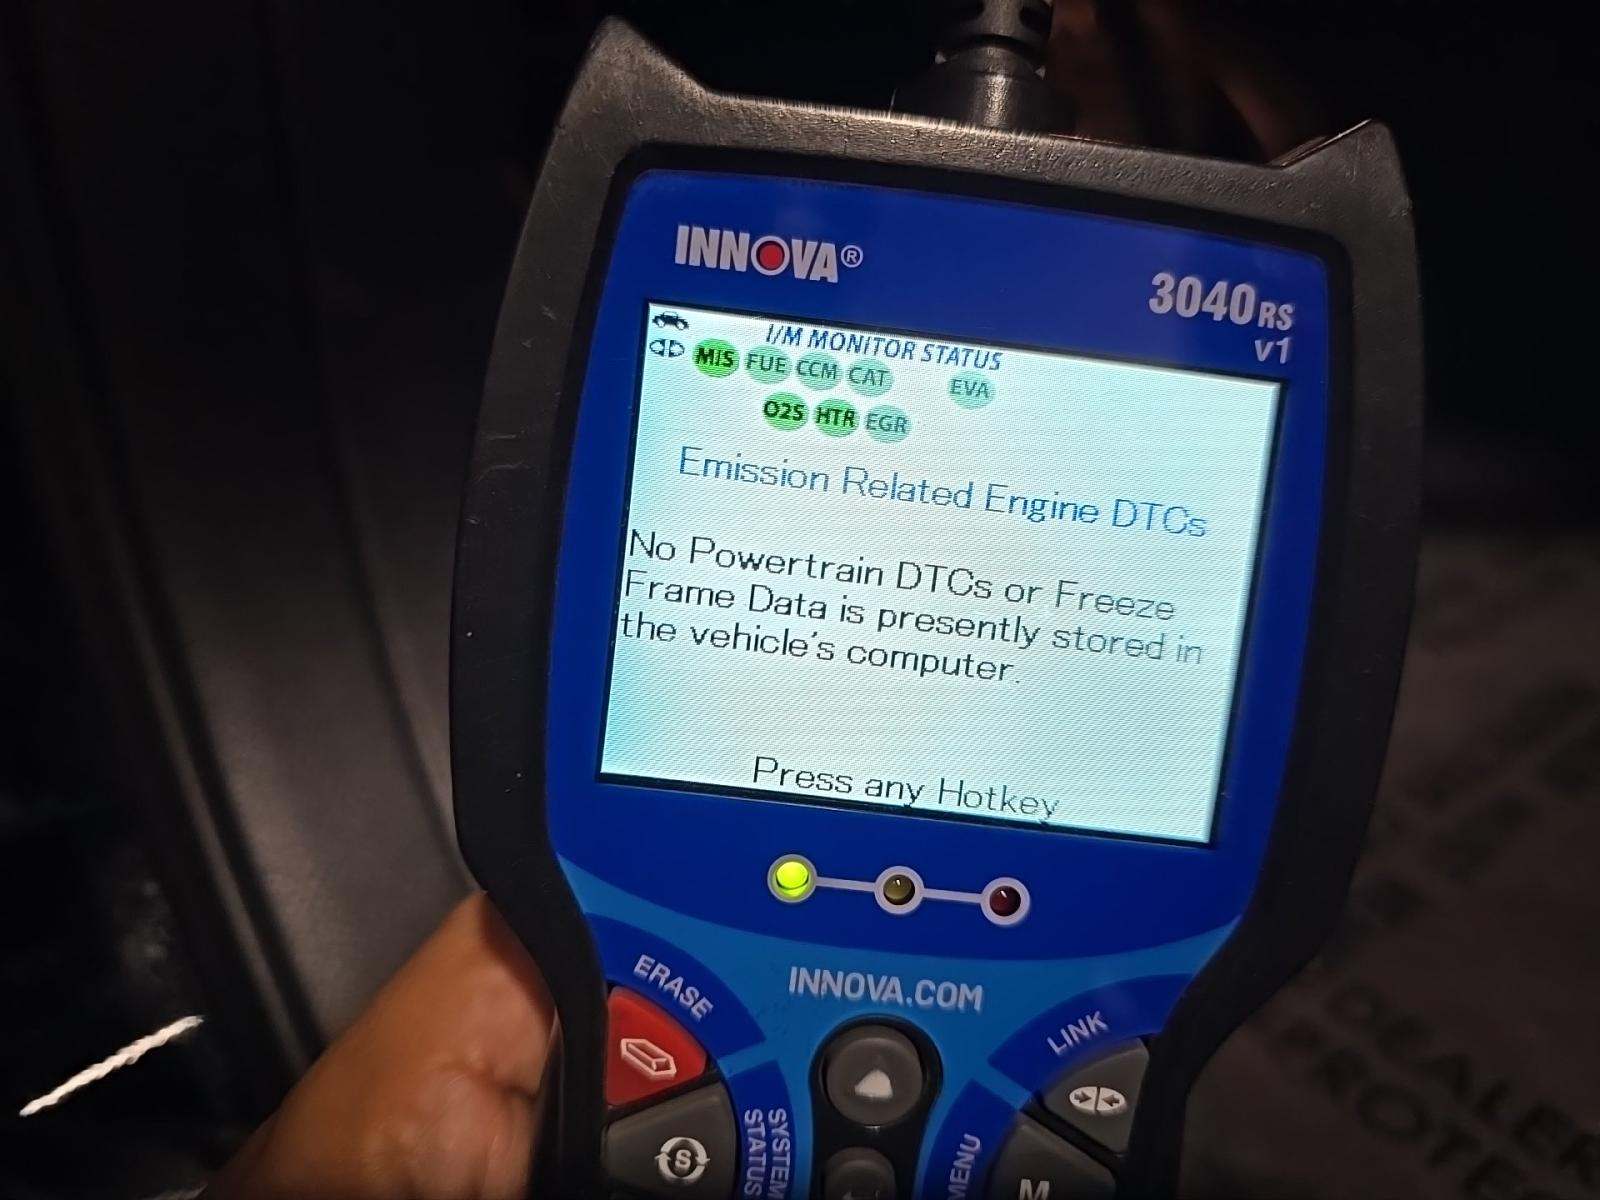 INNOVA®
3040RS
v1
I/M MONITOR STATUS
MIS FUE CCM CAT EVA
O2S HTR EGR
Emission Related Engine DTCs
No Powertrain DTCs or Freeze
Frame Data is presently stored in
the vehicle's computer.
Press any Hotkey
ERASE
INNOVA.COM
LINK
S
SYSTEM
STATUS
MENU
M
DEALER